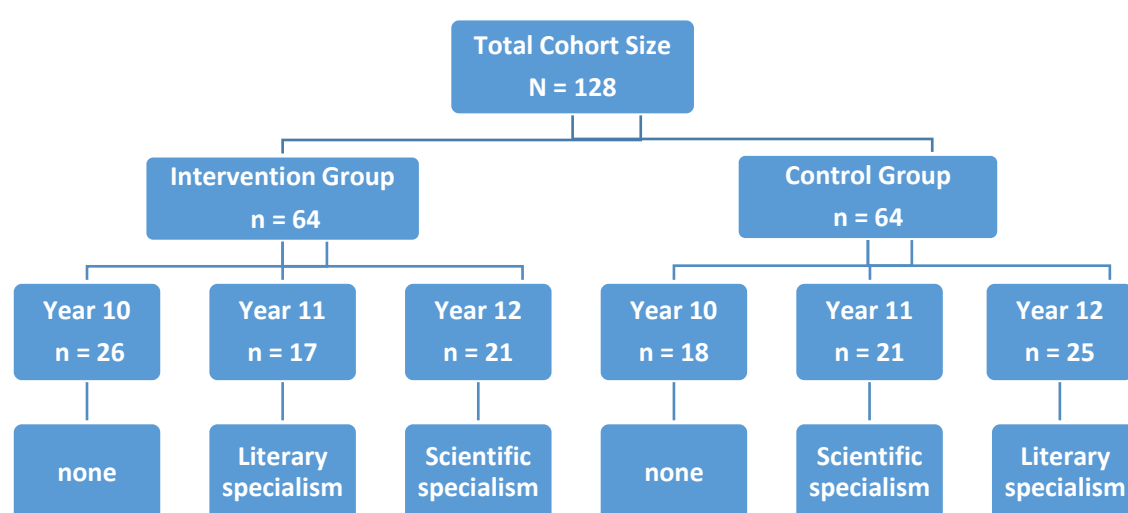 Total Cohort Size
N = 128
Intervention Group
n = 64
Control Group
n = 64
Year 10
n = 26
Year 11
n = 17
Year 12
n = 21
Year 10
n = 18
Year 11
n = 21
Year 12
n = 25
none
Literary
specialism
Scientific
specialism
none
Scientific
specialism
Literary
specialism